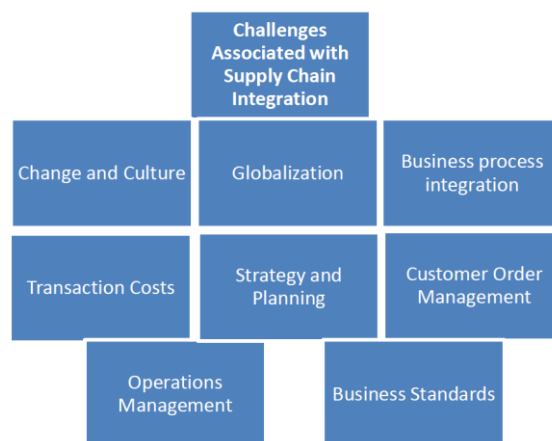 Challenges
Associated with
Supply Chain
Integration
Change and Culture
Globalization
Business process
integration
Transaction Costs
Strategy and
Planning
Customer Order
Management
Operations
Management
Business Standards